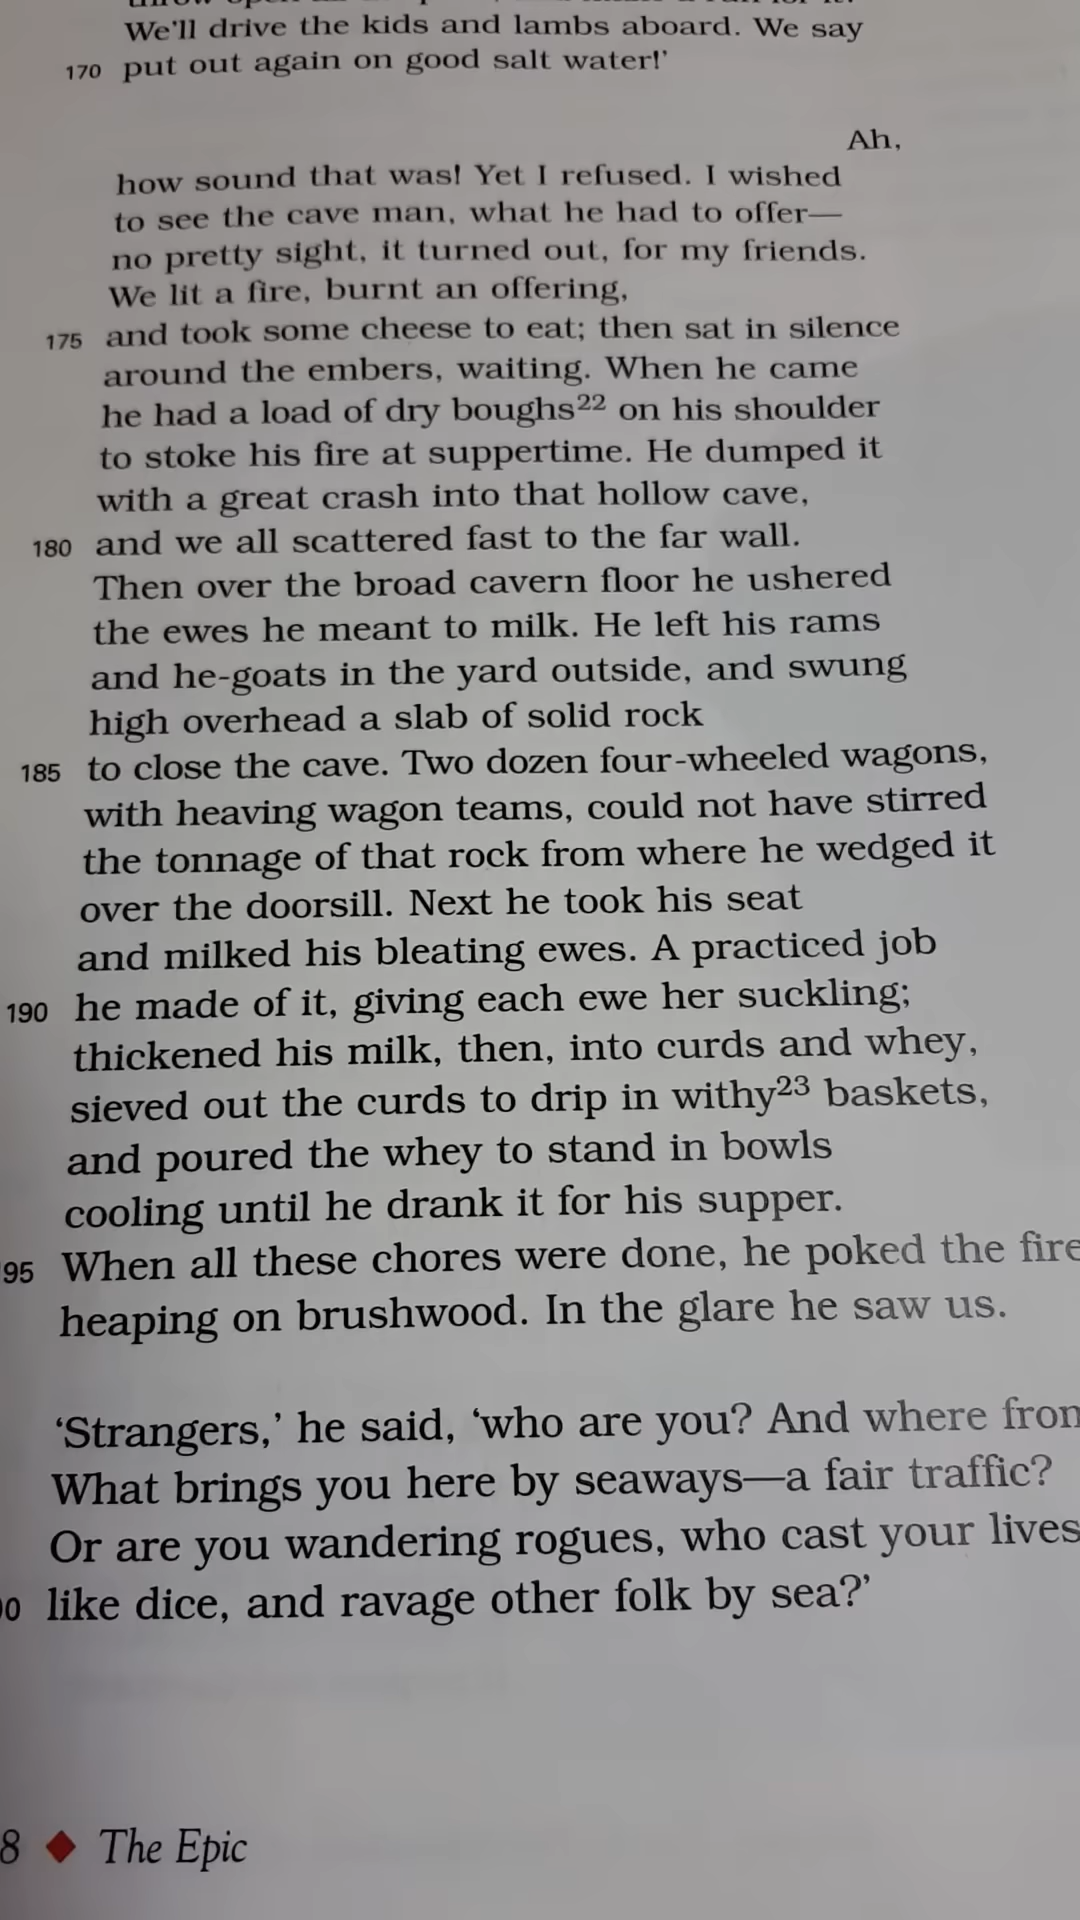 We'll drive the kids and lambs aboard. We say
170 put out again on good salt water!'
Ah,
how sound that was! Yet I refused. I wished
to see the cave man, what he had to offer—
no pretty sight, it turned out, for my friends.
We lit a fire, burnt an offering,
175 and took some cheese to eat; then sat in silence
around the embers, waiting. When he came
he had a load of dry boughs22 on his shoulder
to stoke his fire at suppertime. He dumped it
with a great crash into that hollow cave,
180 and we all scattered fast to the far wall.
Then over the broad cavern floor he ushered
the ewes he meant to milk. He left his rams
and he-goats in the yard outside, and swung
high overhead a slab of solid rock
185 to close the cave. Two dozen four-wheeled wagons,
with heaving wagon teams, could not have stirred
the tonnage of that rock from where he wedged it
over the doorsill. Next he took his seat
and milked his bleating ewes. A practiced job
190 he made of it, giving each ewe her suckling;
thickened his milk, then, into curds and whey,
sieved out the curds to drip in withy23 baskets,
and poured the whey to stand in bowls
cooling until he drank it for his supper.
95 When all these chores were done, he poked the fire
heaping on brushwood. In the glare he saw us.
‘Strangers,’ he said, ‘who are you? And where
What brings you here by seaways—a fair traffic?
Or are you wandering rogues, who cast your lives
0 like dice, and ravage other folk by sea?’
8 ♦ The Epic